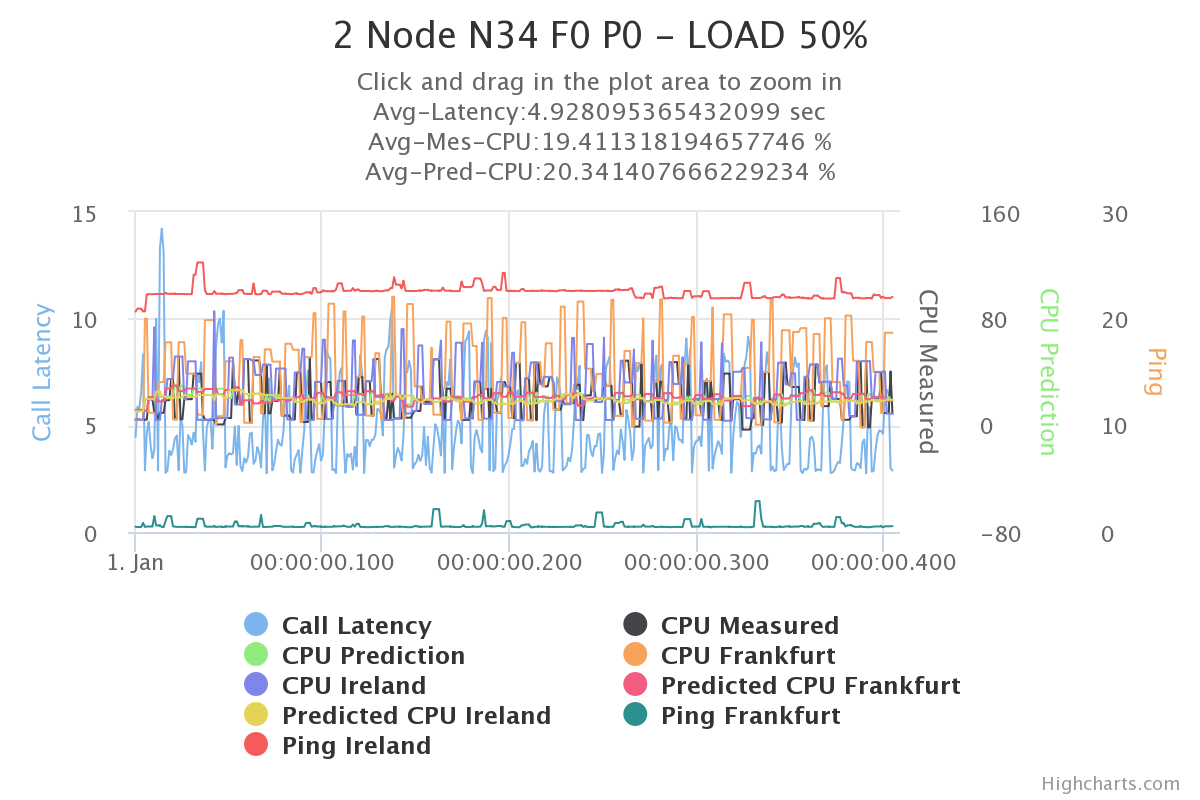 2 Node N34 F0 P0 - LOAD 50%
Click and drag in the plot area to zoom in
Avg-Latency:4.928095365432099 sec
Avg-Mes-CPU:19.411318194657746 %
Avg-Pred-CPU:20.341407666229234 %
15
10
5
0
Call Latency
CPU Measured
160
80
0
-80
CPU Prediction
30
20
10
0
Ping
1. Jan
00:00:00.100
00:00:00.200
00:00:00.300
00:00:00.400
Call Latency
CPU Measured
CPU Prediction
CPU Frankfurt
CPU Ireland
Predicted CPU Frankfurt
Predicted CPU Ireland
Ping Frankfurt
Ping Ireland
Highcharts.com